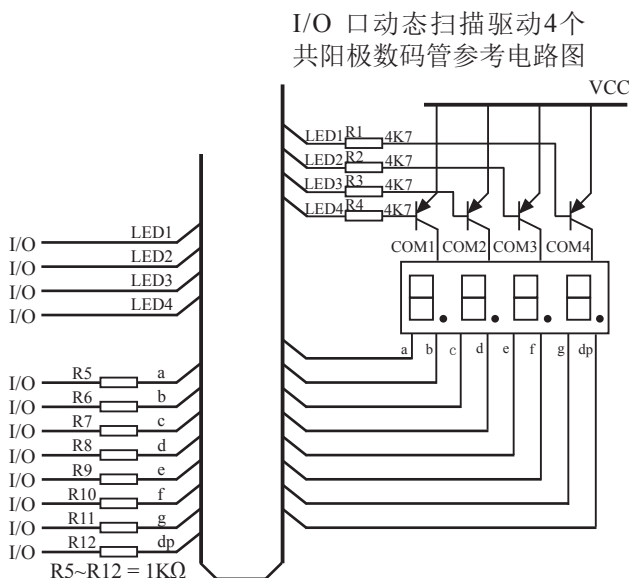 I/O 口动态扫描驱动4个
共阳极数码管参考电路图
VCC
LED1 R1 4K7
LED2 R2 4K7
LED3 R3 4K7
LED4 R4 4K7
COM1 COM2 COM3 COM4
I/O LED1
I/O LED2
I/O LED3
I/O LED4
a b c d e f g dp
I/O R5 a
I/O R6 b
I/O R7 c
I/O R8 d
I/O R9 e
I/O R10 f
I/O R11 g
I/O R12 dp
R5~R12 = 1KΩ